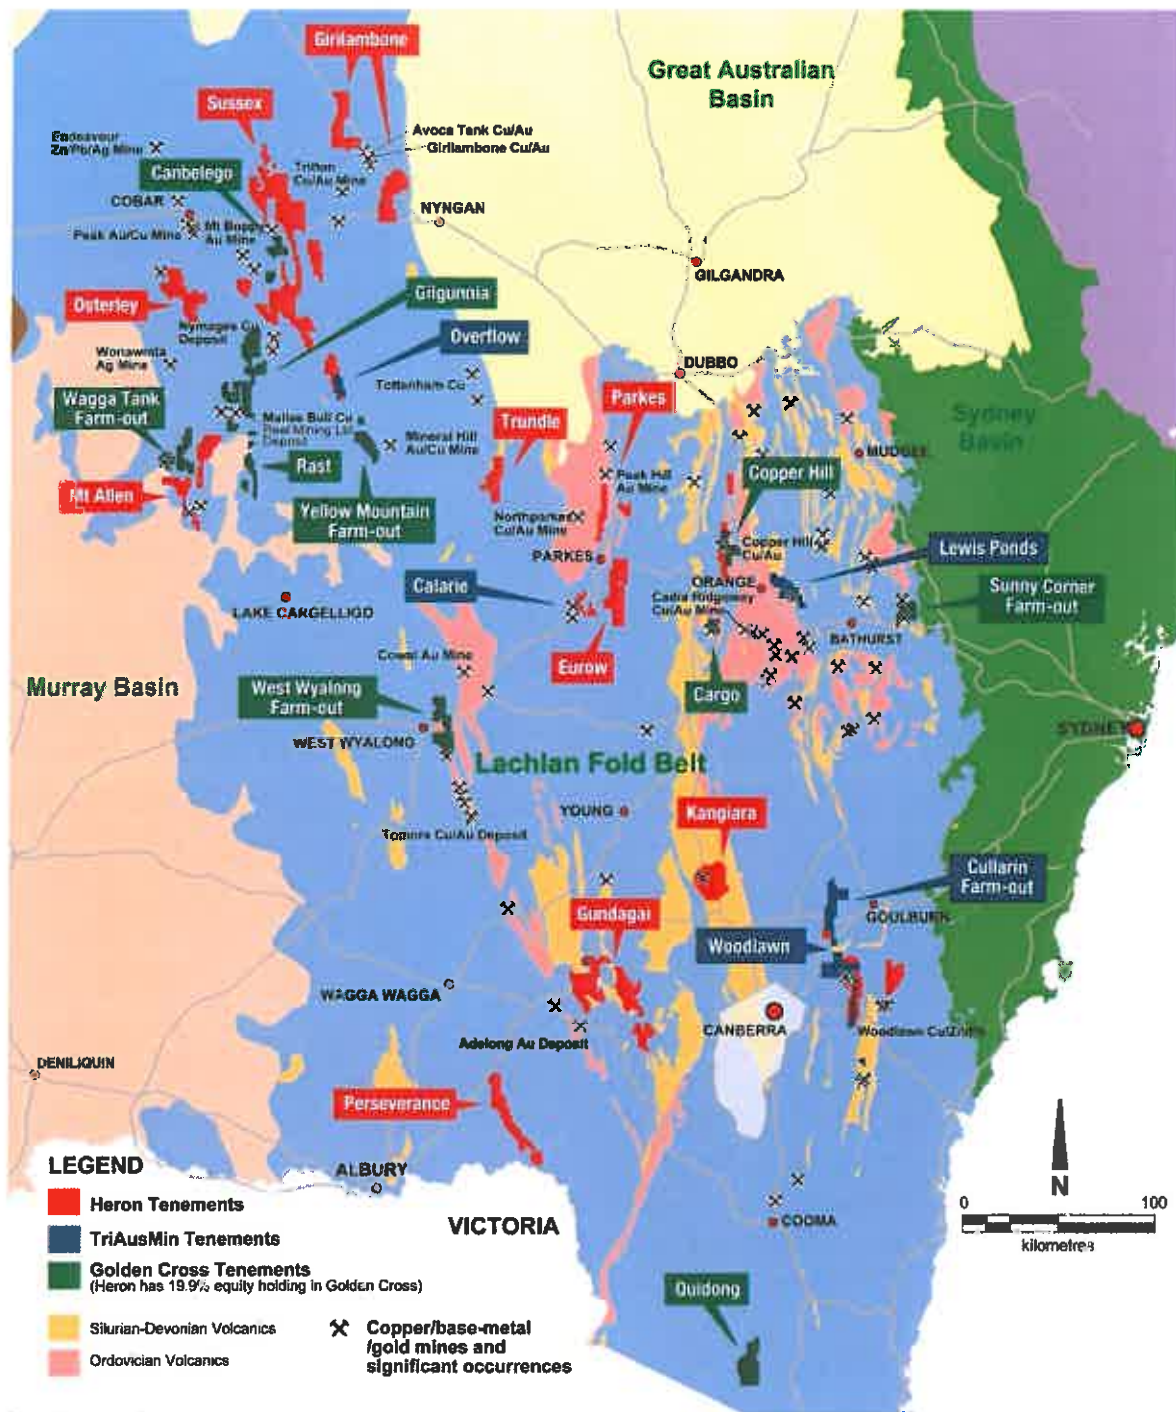 Girilambone
Great Australian
Basin
Sussex
Endeavour
Zn/Pb/Ag Mine
Avoca Tank Cu/Au
Girilambone Cu/Au
Tritton
Cu/Au Mine
Canbelego
COBAR
NYNGAN
Mt Boppy
Au Mine
Peak Au/Cu Mine
GILGANDRA
Gilgunnia
Osterley
Nymagee Cu
Deposit
Overflow
Wonawinta
Ag Mine
DUBBO
Tottenham Cu
Wagga Tank
Farm-out
Parkes
Sydney
Basin
Trundle
Mallee Bull Cu
Peel Mining Ltd
Deposit
Mineral Hill
Au/Cu Mine
MUDGEE
Rast
Copper Hill
Peak Hill
Au Mine
Mt Allen
Yellow Mountain
Farm-out
Northparkes
Cu/Au Mine
Copper Hill
Cu/Au
Lewis Ponds
PARKES
Calarie
ORANGE
Sunny Corner
Farm-out
Cadia Ridgeway
Cu/Au Mine
LAKE CARGELLIGO
BATHURST
Cowal Au Mine
Eurow
Murray Basin
West Wyalong
Farm-out
Cargo
SYDNEY
WEST WYALONG
Lachlan Fold Belt
YOUNG
Kangiara
Temora Cu/Au Deposit
Cullarin
Farm-out
Gundagai
GOULBURN
Woodlawn
WAGGA WAGGA
CANBERRA
Adelong Au Deposit
DENILIQUIN
Perseverance
LEGEND
ALBURY
N
Heron Tenements
VICTORIA
0 100
kilometres
COOMA
TriAusMin Tenements
Golden Cross Tenements
(Heron has 19.9% equity holding in Golden Cross)
Quidong
Silurian-Devonian Volcanics
Ordovician Volcanics
Copper/base-metal
/gold mines and
significant occurrences